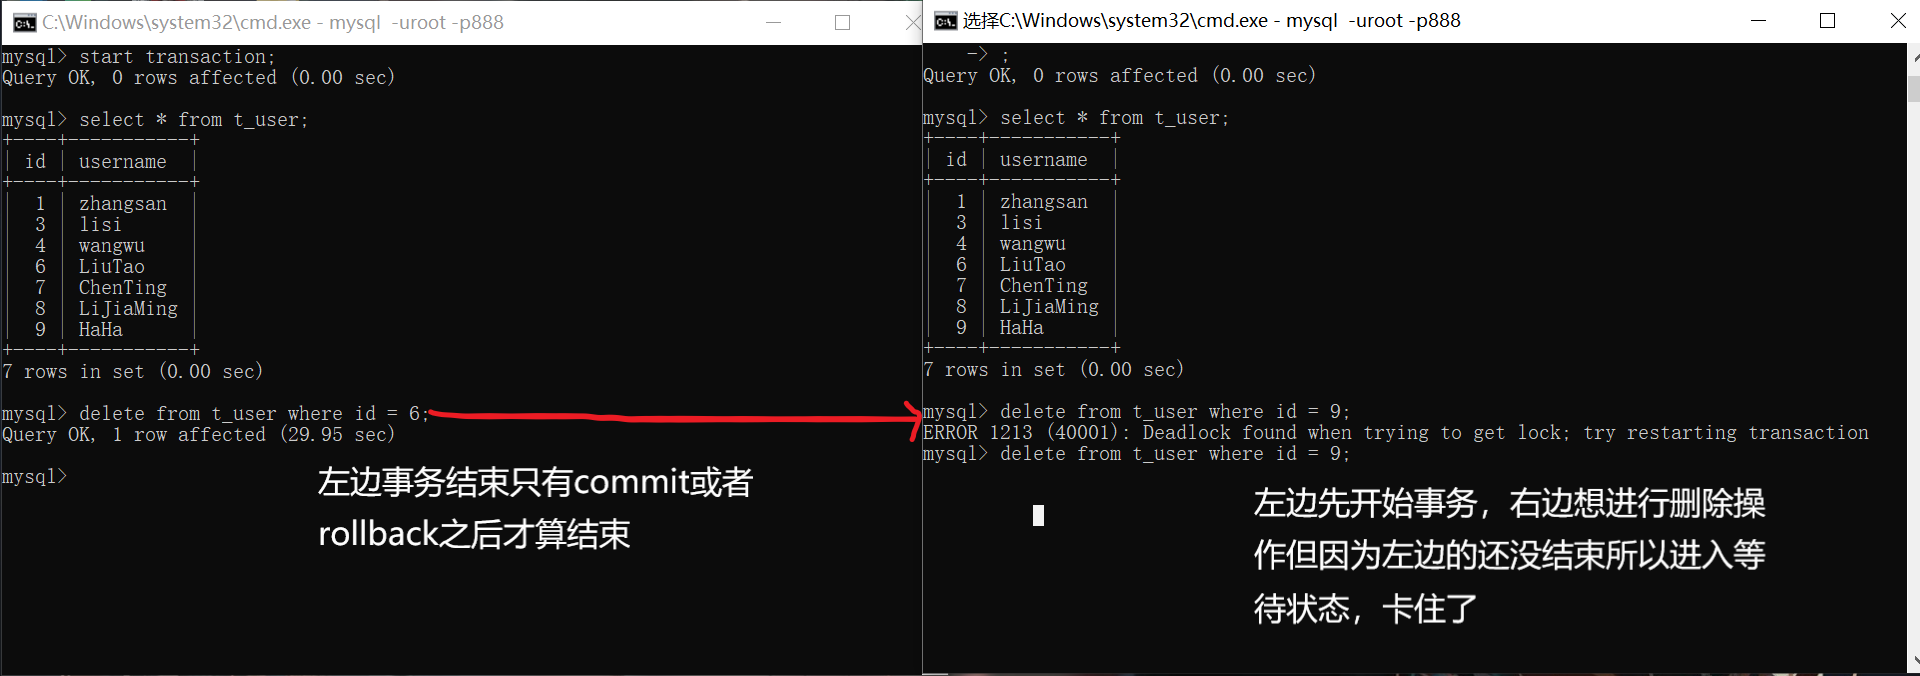 C:\Windows\system32\cmd.exe - mysql  -uroot -p888
mysql> start transaction;
Query OK, 0 rows affected (0.00 sec)
mysql> select * from t_user;
+----+-----------+
| id | username  |
+----+-----------+
|  1 | zhangsan  |
|  3 | lisi      |
|  4 | wangwu    |
|  6 | LiuTao    |
|  7 | ChenTing  |
|  8 | LiJiaMing |
|  9 | HaHa      |
+----+-----------+
7 rows in set (0.00 sec)
mysql> delete from t_user where id = 6;
Query OK, 1 row affected (29.95 sec)
mysql>
左边事务结束只有commit或者
rollback之后才算结束
选择C:\Windows\system32\cmd.exe - mysql  -uroot -p888
    -> ;
Query OK, 0 rows affected (0.00 sec)
mysql> select * from t_user;
+----+-----------+
| id | username  |
+----+-----------+
|  1 | zhangsan  |
|  3 | lisi      |
|  4 | wangwu    |
|  6 | LiuTao    |
|  7 | ChenTing  |
|  8 | LiJiaMing |
|  9 | HaHa      |
+----+-----------+
7 rows in set (0.00 sec)
mysql> delete from t_user where id = 9;
ERROR 1213 (40001): Deadlock found when trying to get lock; try restarting transaction
mysql> delete from t_user where id = 9;
左边先开始事务，右边想进行删除操
作但因为左边的还没结束所以进入等
待状态，卡住了